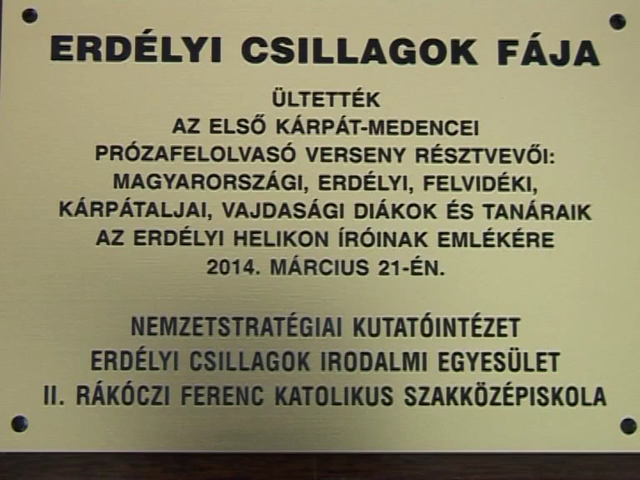 ERDÉLYI CSILLAGOK FÁJA
ÜLTETTÉK
AZ ELSŐ KÁRPÁT-MEDENCEI
PRÓZAFELOLVASÓ VERSENY RÉSZTVEVŐI:
MAGYARORSZÁGI, ERDÉLYI, FELVIDÉKI,
KÁRPÁTALJAI, VAJDASÁGI DIÁKOK ÉS TANÁRAIK
AZ ERDÉLYI HELIKON ÍRÓINAK EMLÉKÉRE
2014. MÁRCIUS 21-ÉN.
NEMZETSTRATÉGIAI KUTATÓINTÉZET
ERDÉLYI CSILLAGOK IRODALMI EGYESÜLET
II. RÁKÓCZI FERENC KATOLIKUS SZAKKÖZÉPISKOLA